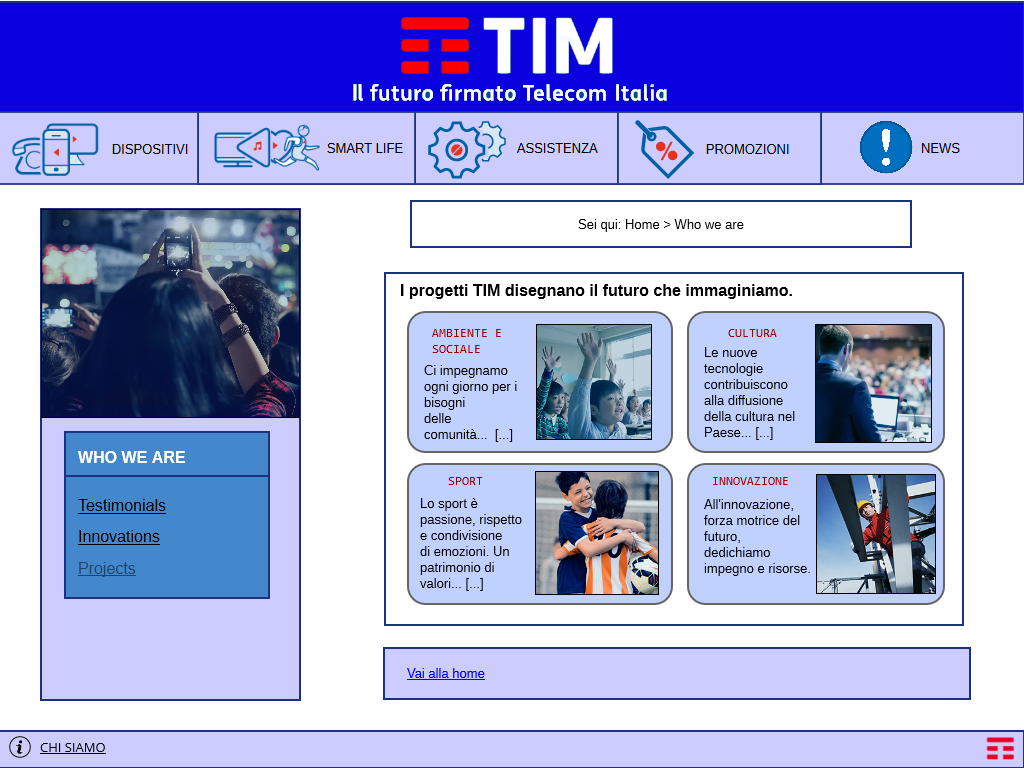 TIM
Il futuro firmato Telecom Italia
DISPOSITIVI
SMART LIFE
ASSISTENZA
PROMOZIONI
NEWS
Sei qui: Home > Who we are
WHO WE ARE
Testimonials
Innovations
Projects
I progetti TIM disegnano il futuro che immaginiamo.
AMBIENTE E
SOCIALE
Ci impegnamo
ogni giorno per i
bisogni
delle
comunità... [...]
CULTURA
Le nuove
tecnologie
contribuiscono
alla diffusione
della cultura nel
Paese... [...]
SPORT
Lo sport è
passione, rispetto
e condivisione
di emozioni. Un
patrimonio di
valori... [...]
INNOVAZIONE
All'innovazione,
forza motrice del
futuro,
dedichiamo
impegno e risorse.
Vai alla home
CHI SIAMO